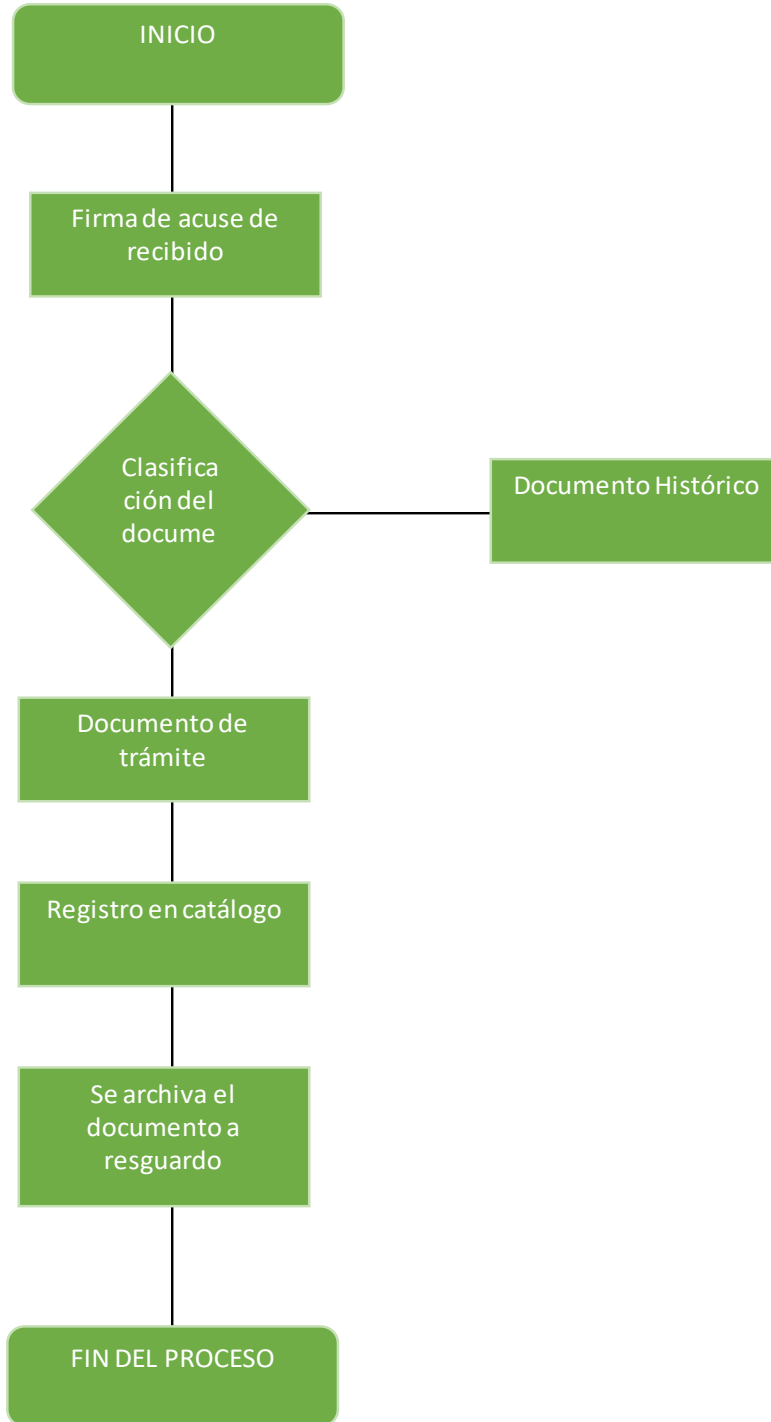 INICIO
Firma de acuse de
recibido
Clasifica
ción del
docume
Documento Histórico
Documento de
trámite
Registro en catálogo
Se archiva el
documento a
resguardo
FIN DEL PROCESO